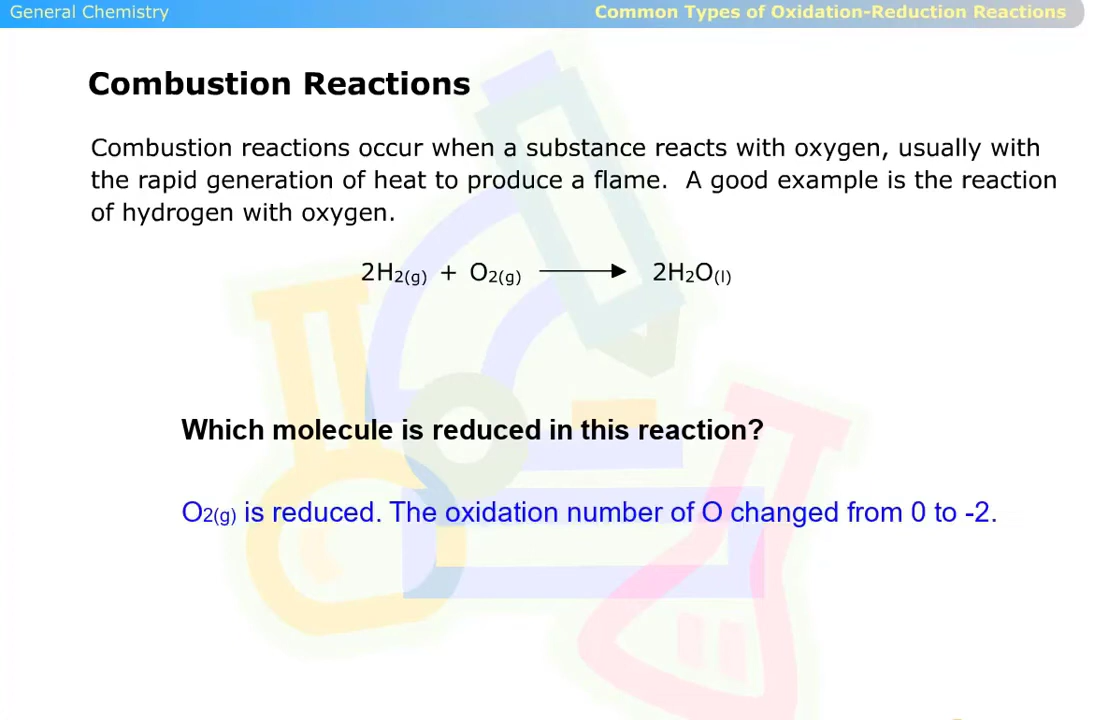 General Chemistry
Common Types of Oxidation-Reduction Reactions
Combustion Reactions
Combustion reactions occur when a substance reacts with oxygen, usually with
the rapid generation of heat to produce a flame.  A good example is the reaction
of hydrogen with oxygen.
2H2(g) + O2(g) ⟶ 2H2O(l)
Which molecule is reduced in this reaction?
O2(g) is reduced. The oxidation number of O changed from 0 to -2.